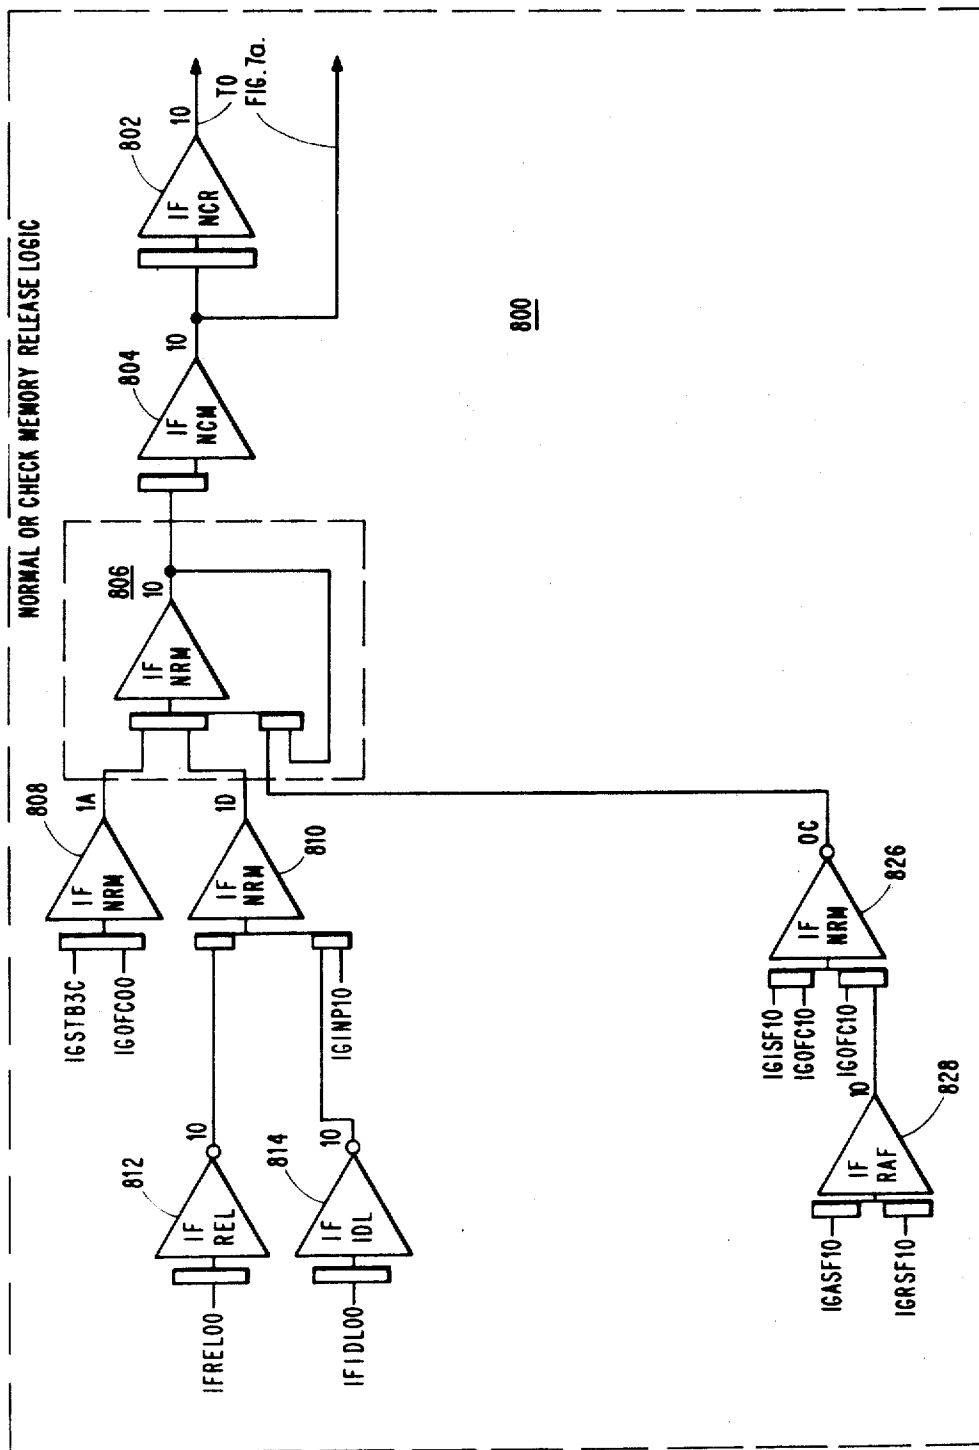 NORMAL OR CHECK MEMORY RELEASE LOGIC
IFREL00
IF
REL
812
10
IFIDL00
IF
IDL
814
10
IGSTB3C
IGOFC00
IF
NRM
808
1A
IGINP10
IF
NRM
810
1D
806
IF
NRM
10
IF
NCM
804
10
IF
NCR
802
10
TO
FIG. 7a.
800
IGASF10
IGRSF10
IF
RAF
828
10
IGISF10
IGOFC10
IGOFC10
IF
NRM
826
0C